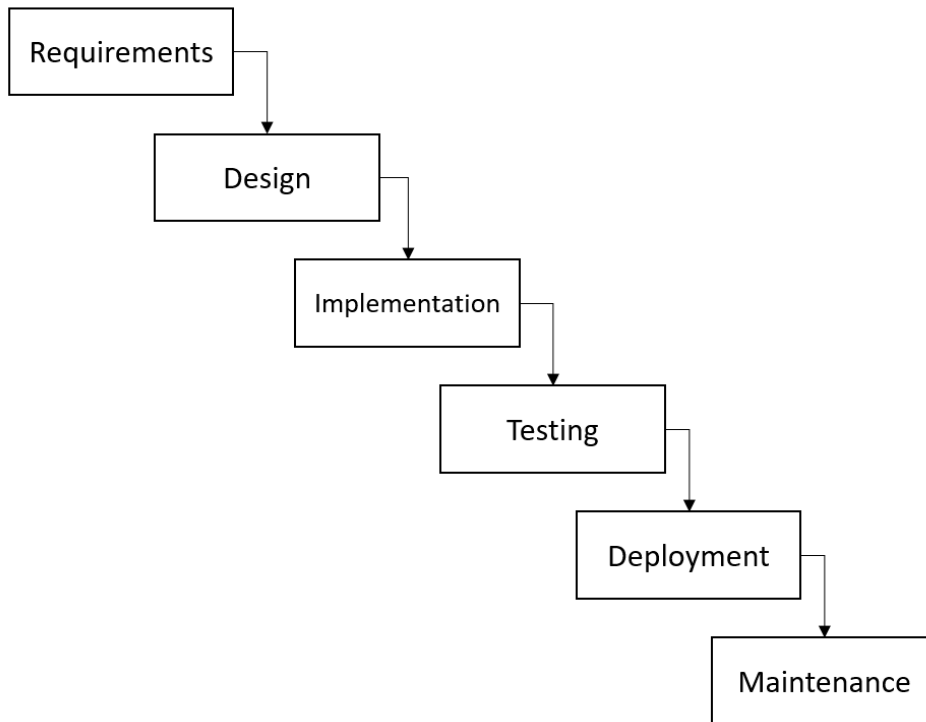 Requirements
Design
Implementation
Testing
Deployment
Maintenance